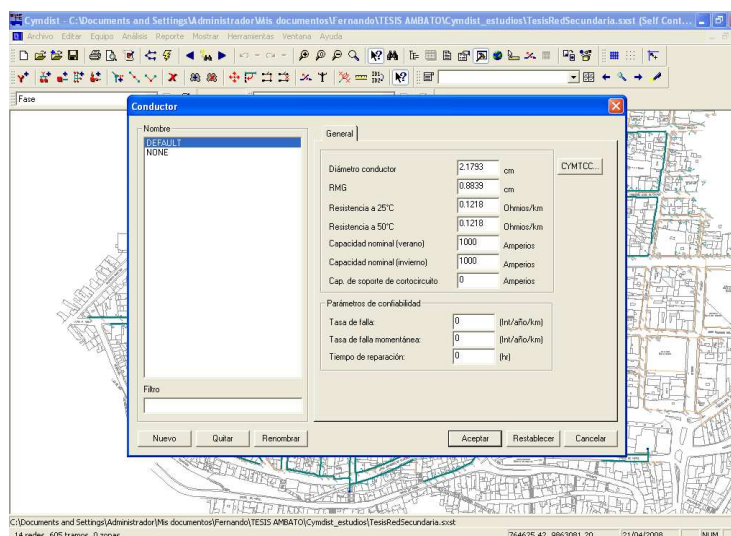 Cymdist - C:\Documents and Settings\Administrador\Mis documentos\Fernando\TESIS AMBATO\Cymdist_estudios\TesisRedSecundaria.sxst (Self Cont...
Archivo Editar Equipo Análisis Reporte Mostrar Herramientas Ventana Ayuda
Fase
Conductor
Nombre
DEFAULT
NONE
General
Diámetro conductor 2.1793 cm CYMTCC...
RMG 0.8839 cm
Resistencia a 25°C 0.1218 Ohmios/km
Resistencia a 50°C 0.1218 Ohmios/km
Capacidad nominal (verano) 1000 Amperios
Capacidad nominal (invierno) 1000 Amperios
Cap. de soporte de cortocircuito 0 Amperios
Parámetros de confiabilidad
Tasa de falla: 0 (Int/año/km)
Tasa de falla momentánea: 0 (Int/año/km)
Tiempo de reparación: 0 (hr)
Filtro
Nuevo Quitar Renombrar Aceptar Restablecer Cancelar
C:\Documents and Settings\Administrador\Mis documentos\Fernando\TESIS AMBATO\Cymdist_estudios\TesisRedSecundaria.sxst
14 redes, 605 tramos, 0 zonas 764625.42, 9863081.20 21/04/2008 NUM